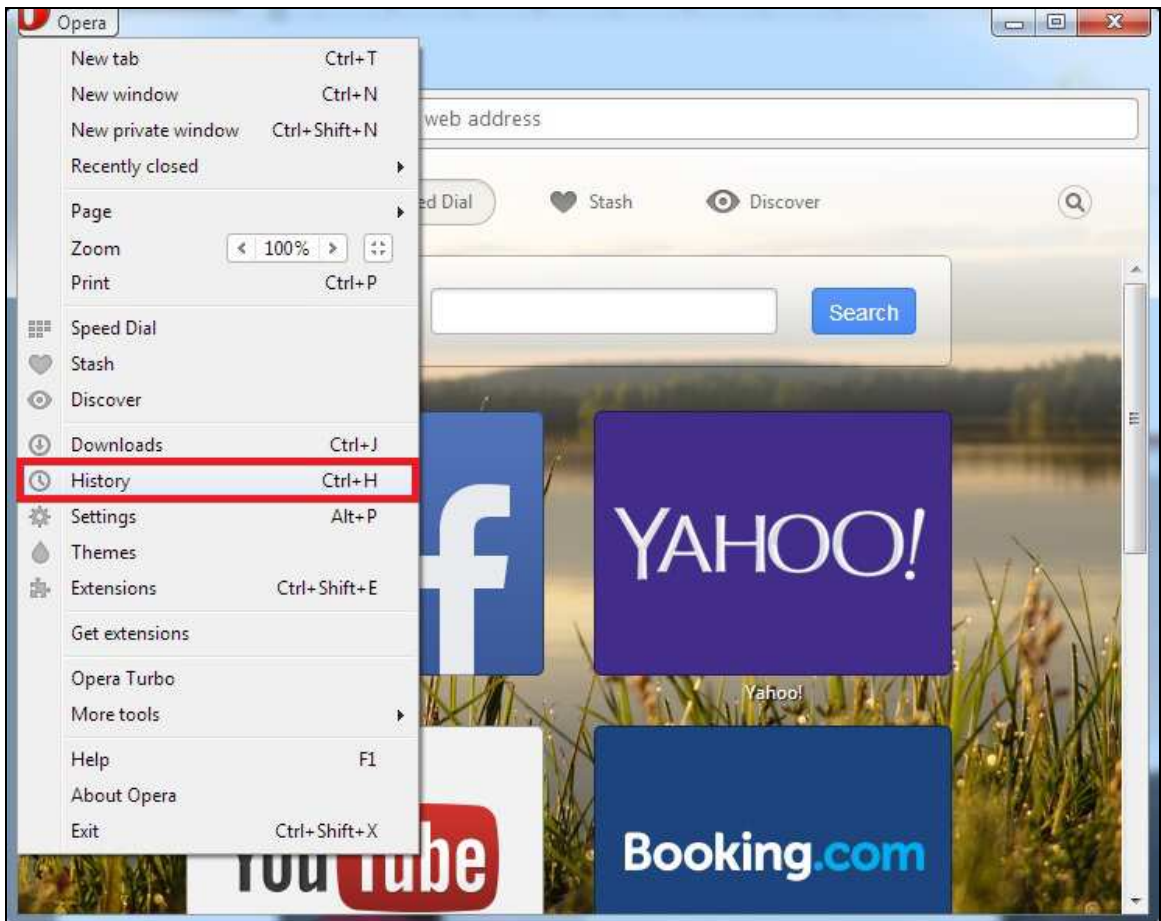 Opera
New tab Ctrl+T
New window Ctrl+N
New private window Ctrl+Shift+N
Recently closed
Page
Zoom 100%
Print Ctrl+P
Speed Dial
Stash
Discover
Downloads Ctrl+J
History Ctrl+H
Settings Alt+P
Themes
Extensions Ctrl+Shift+E
Get extensions
Opera Turbo
More tools
Help F1
About Opera
Exit Ctrl+Shift+X
web address
ed Dial Stash Discover
Search
f YAHOO!
Yahoo!
YouTube Booking.com